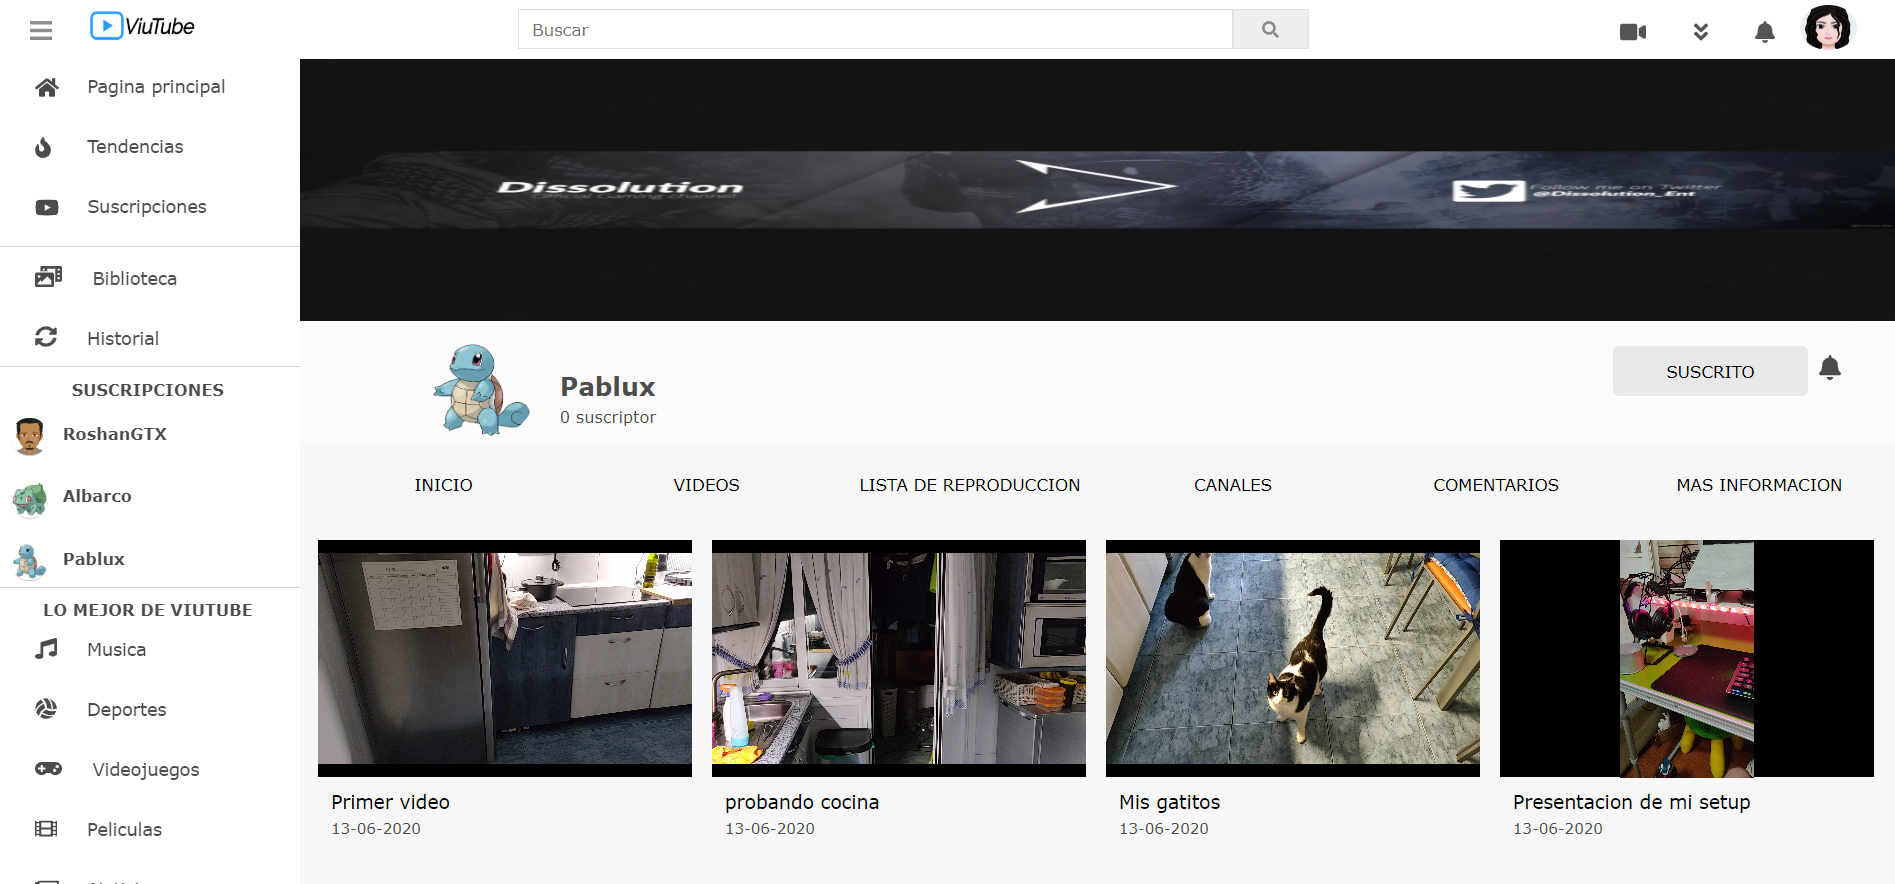 ViuTube
Buscar
Pagina principal
Tendencias
Suscripciones
Biblioteca
Historial
SUSCRIPCIONES
RoshanGTX
Albarco
Pablux
LO MEJOR DE VIUTUBE
Musica
Deportes
Videojuegos
Peliculas
Dissolution
Official Gaming Channel
Follow me on Twitter
@Dissolution_Ent
Pablux
0 suscriptor
SUSCRITO
INICIO
VIDEOS
LISTA DE REPRODUCCION
CANALES
COMENTARIOS
MAS INFORMACION
Primer video
13-06-2020
probando cocina
13-06-2020
Mis gatitos
13-06-2020
Presentacion de mi setup
13-06-2020